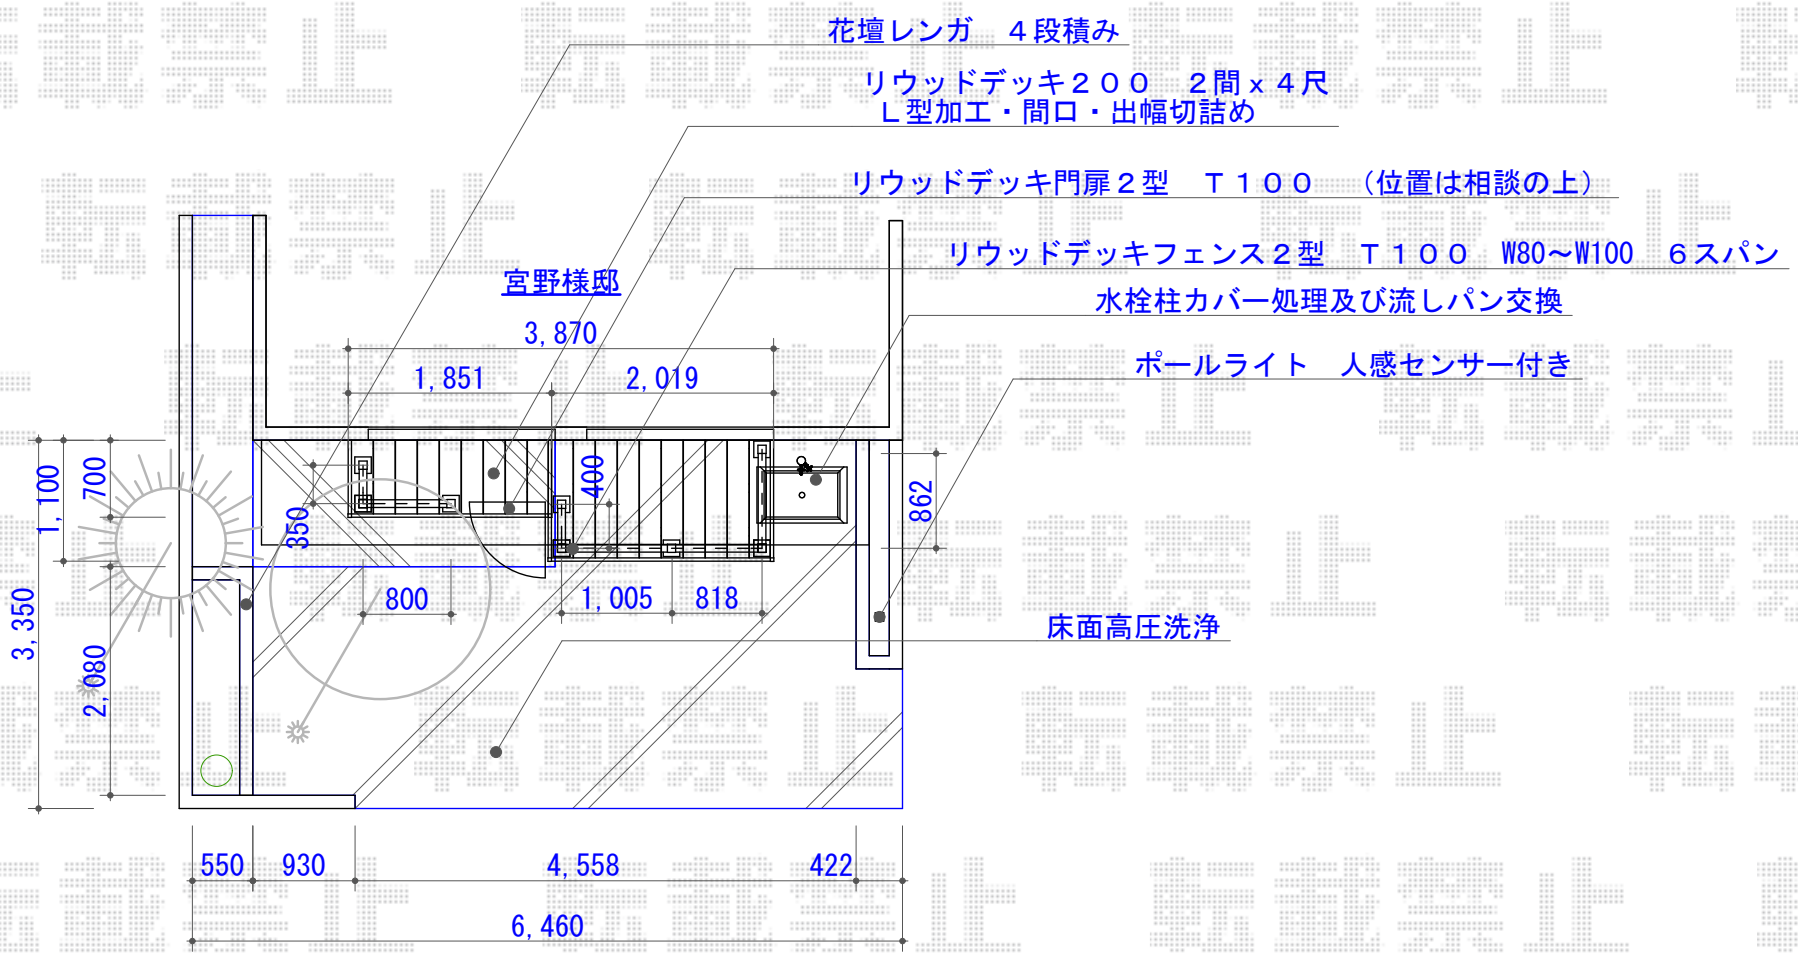 花壇レンガ　４段積み
リウッドデッキ２００　２間ｘ４尺
Ｌ型加工・間口・出幅切詰め
リウッドデッキ門扉２型　Ｔ１００　（位置は相談の上）
リウッドデッキフェンス２型　Ｔ１００　W80～W100　６スパン
宮野様邸
水栓柱カバー処理及び流しパン交換
3,870
ポールライト　人感センサー付き
1,851
2,019
1,100
700
400
350
862
3,350
800
1,005
818
床面高圧洗浄
2,080
550
930
4,558
422
6,460
転載禁止